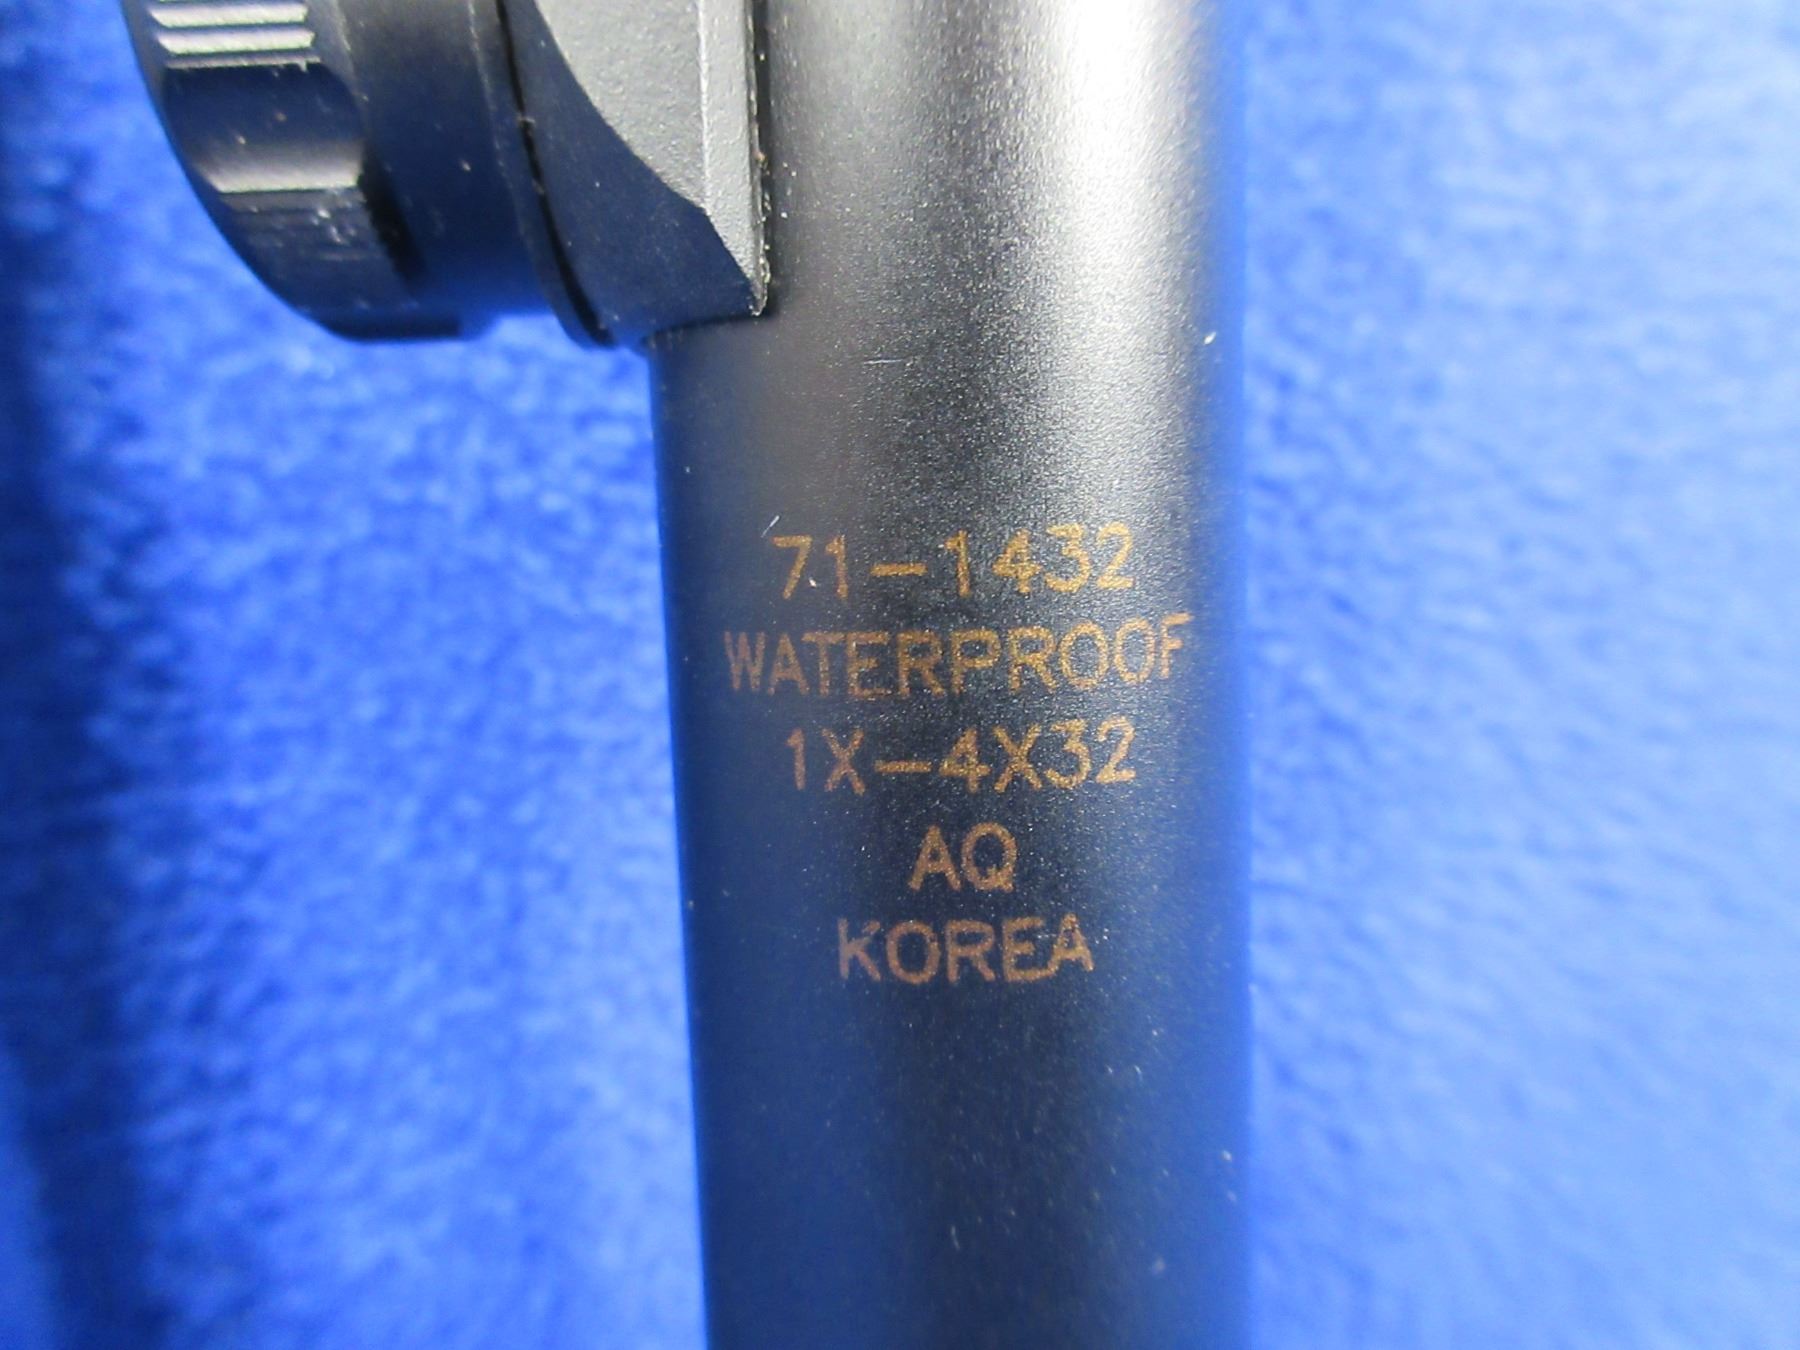 71-1432
WATERPROOF
1X-4X32
AQ
KOREA